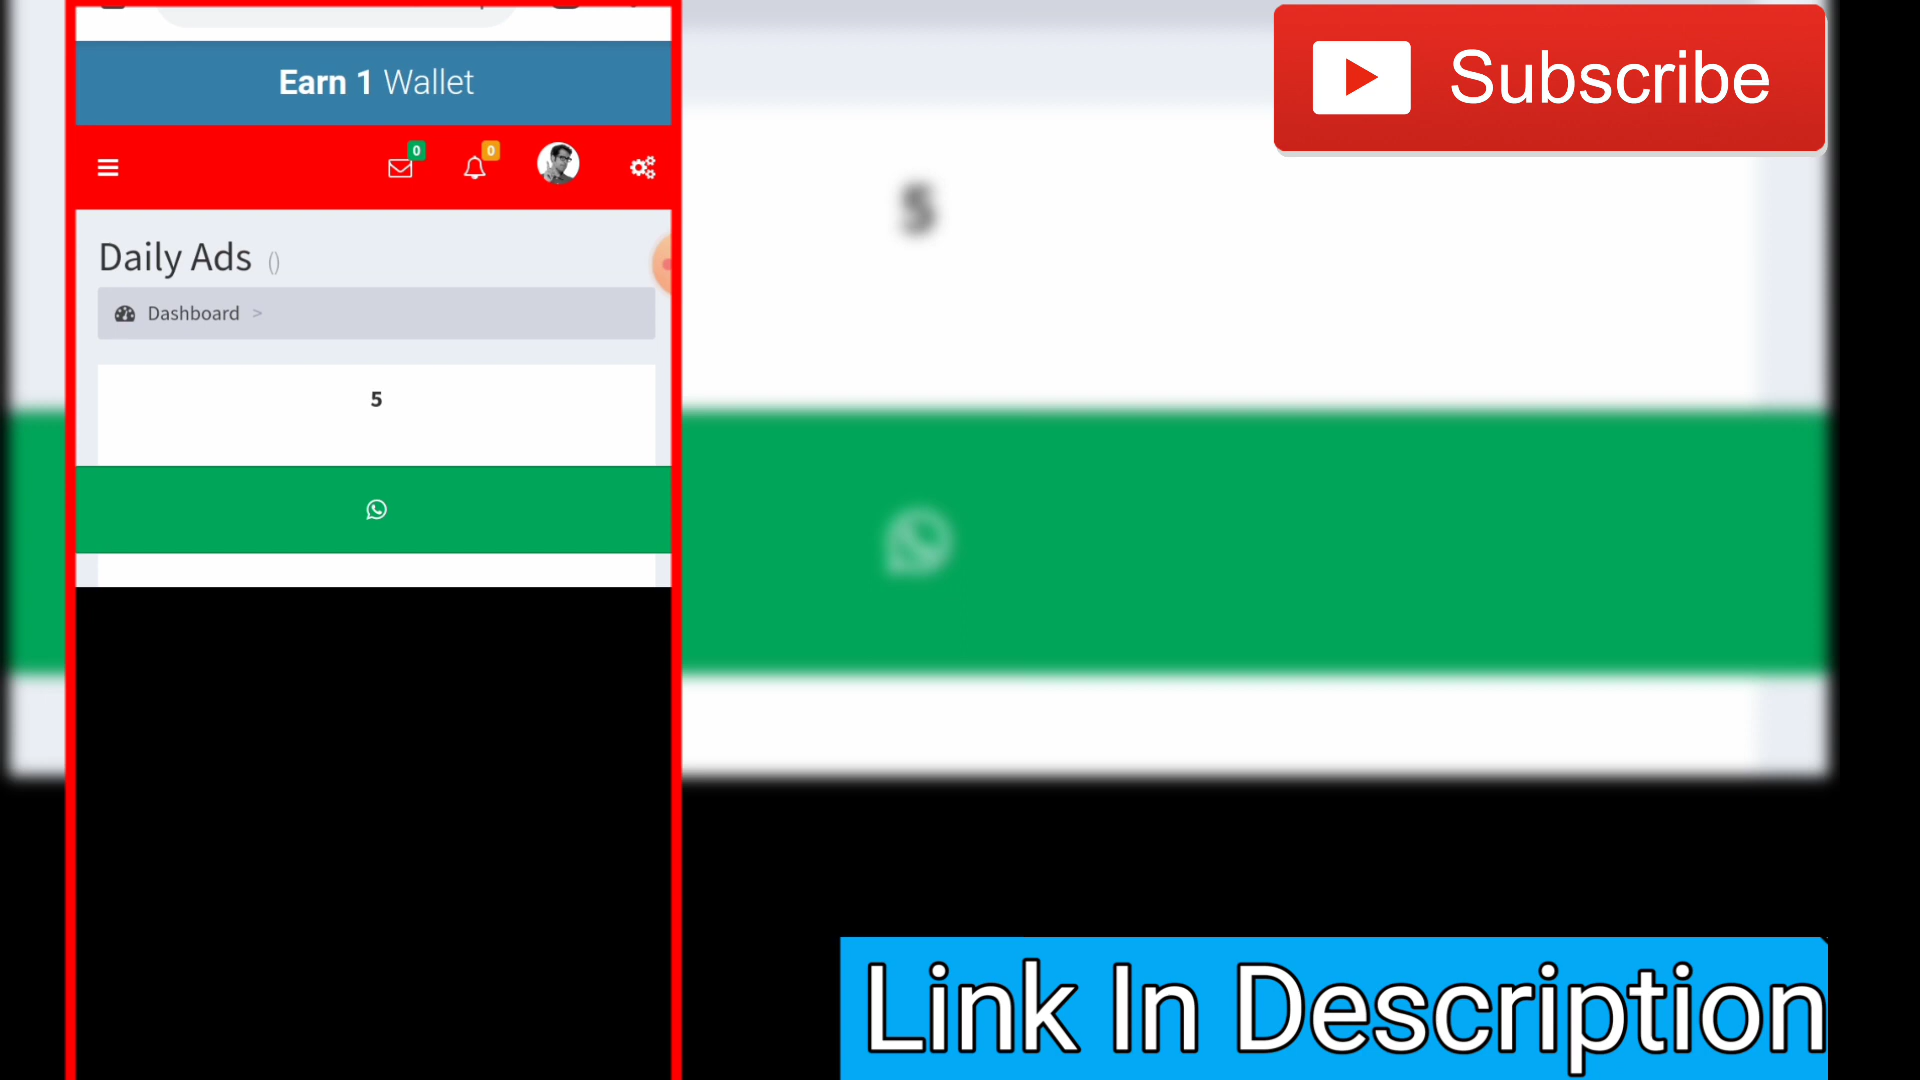 Earn 1 Wallet
0
0
Daily Ads ()
Dashboard >
5
5
Subscribe
Link In Description